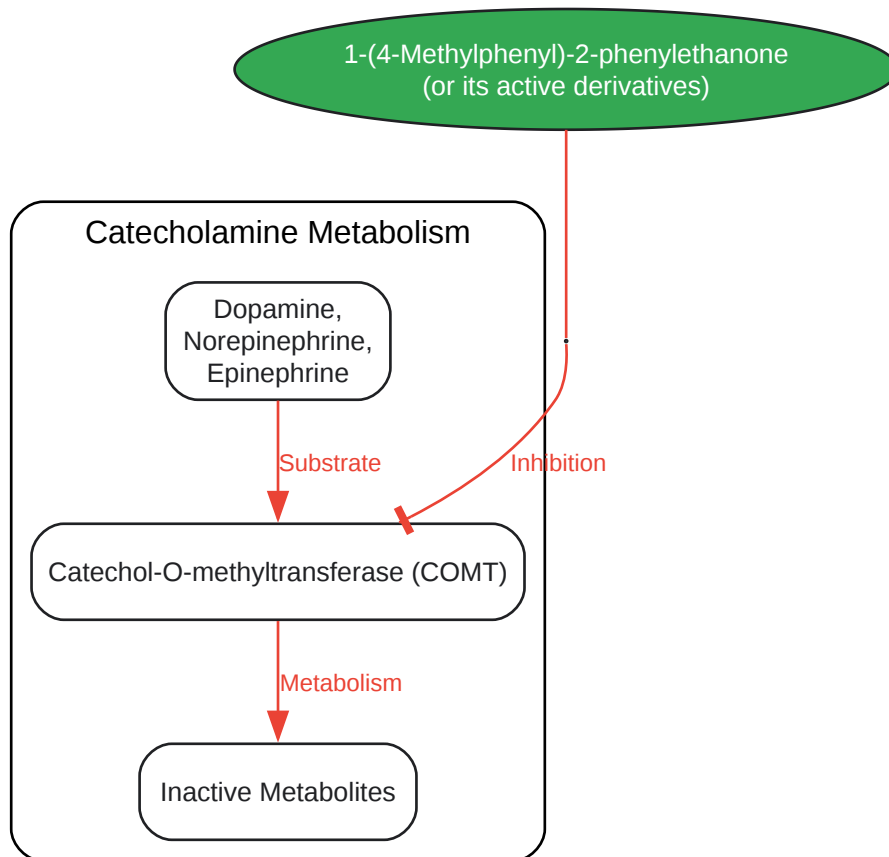 1-(4-Methylphenyl)-2-phenylethanone
(or its active derivatives)
Catecholamine Metabolism
Dopamine,
Norepinephrine,
Epinephrine
Substrate
Inhibition
Catechol-O-methyltransferase (COMT)
Metabolism
Inactive Metabolites